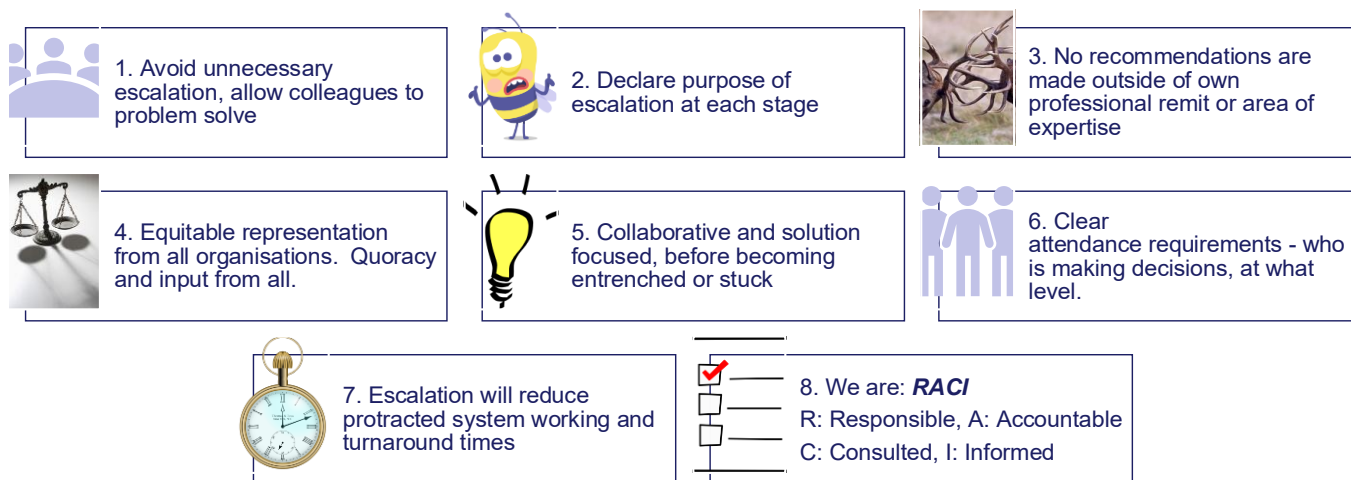 1. Avoid unnecessary
escalation, allow colleagues to
problem solve
2. Declare purpose of
escalation at each stage
3. No recommendations are
made outside of own
professional remit or area of
expertise
4. Equitable representation
from all organisations. Quoracy
and input from all.
5. Collaborative and solution
focused, before becoming
entrenched or stuck
6. Clear
attendance requirements - who
is making decisions, at what
level.
7. Escalation will reduce
protracted system working and
turnaround times
8. We are: RACI
R: Responsible, A: Accountable
C: Consulted, I: Informed